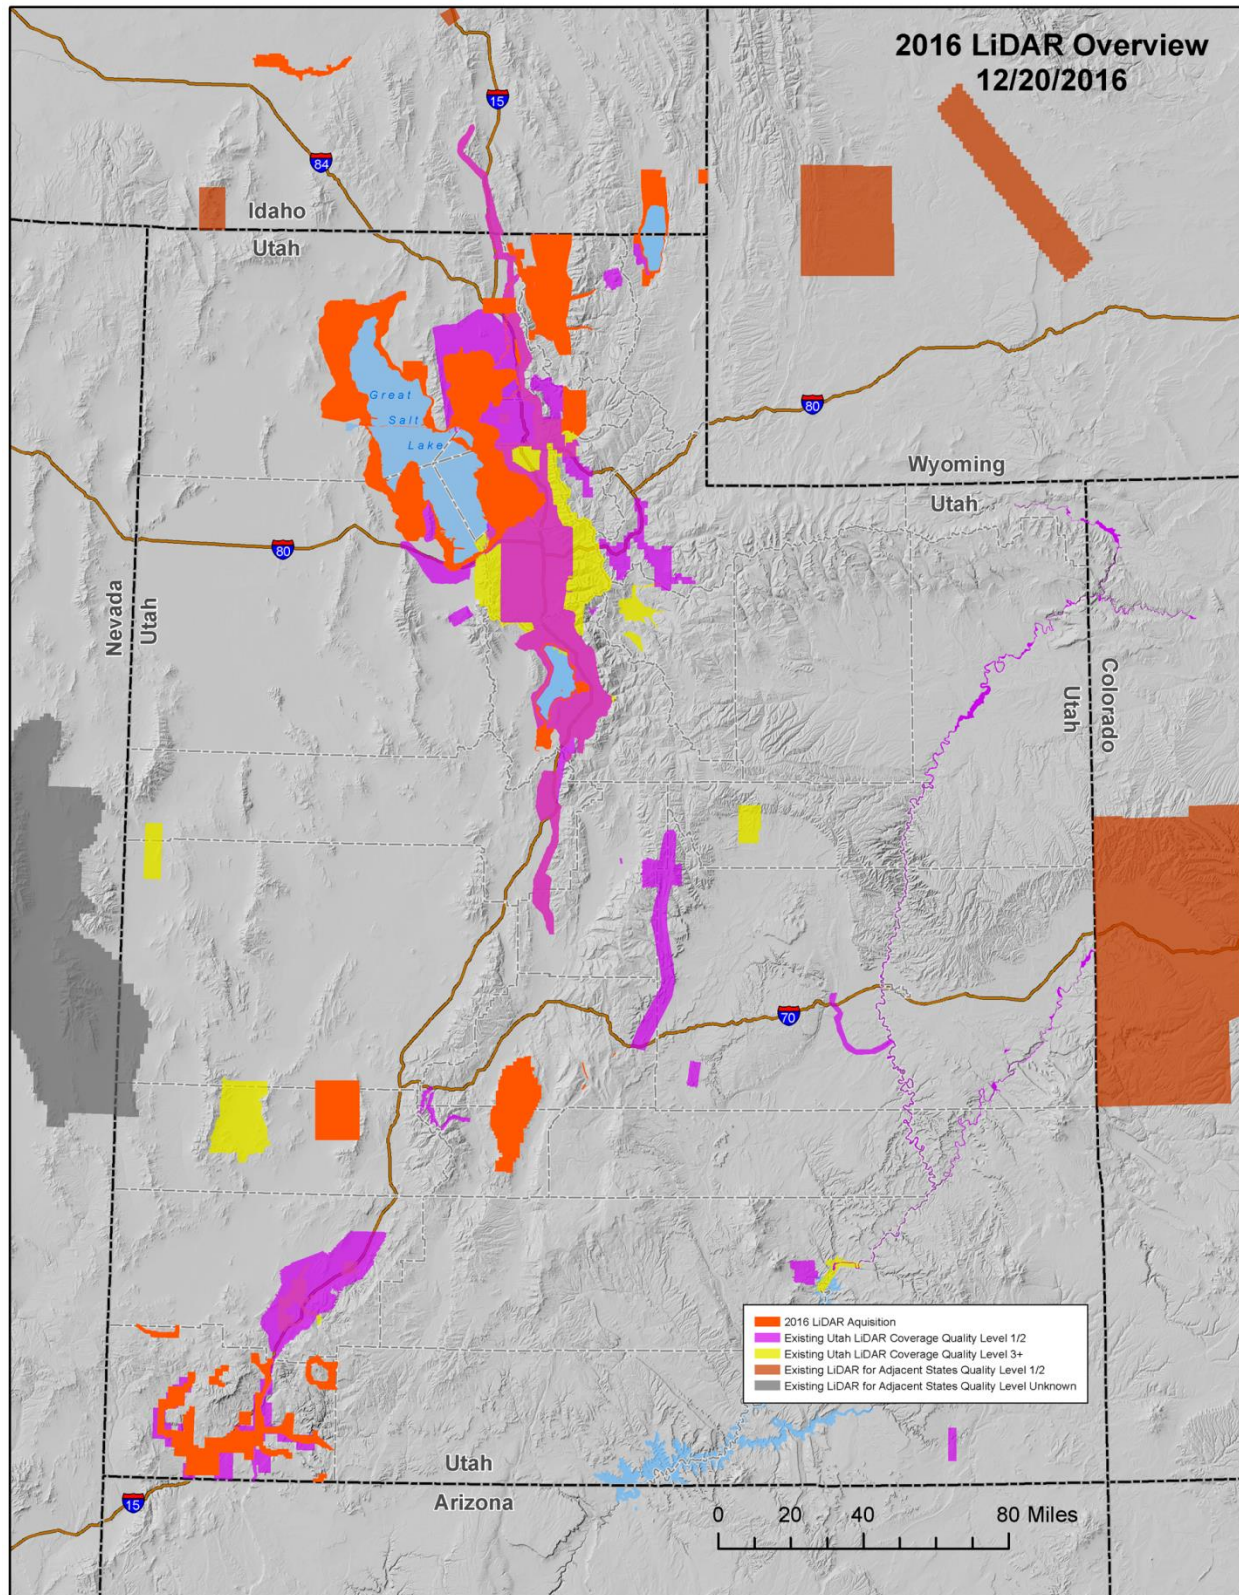 2016 LiDAR Overview
12/20/2016
15
84
Idaho
Utah
80
Great
Salt
Lake
Wyoming
Utah
80
Nevada
Utah
Colorado
Utah
70
2016 LiDAR Aquisition
Existing Utah LiDAR Coverage Quality Level 1/2
Existing Utah LiDAR Coverage Quality Level 3+
Existing LiDAR for Adjacent States Quality Level 1/2
Existing LiDAR for Adjacent States Quality Level Unknown
Utah
Arizona
15
0 20 40 80 Miles